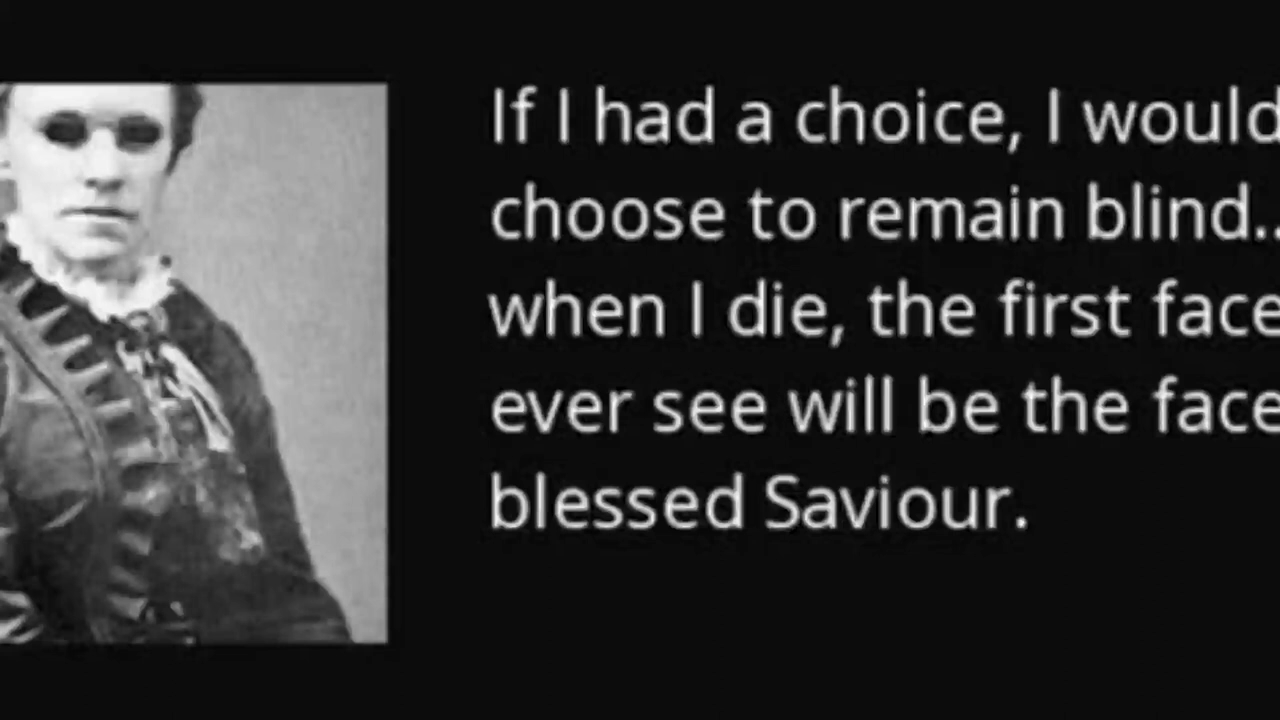 If I had a choice, I would
choose to remain blind..
when I die, the first face
ever see will be the face
blessed Saviour.